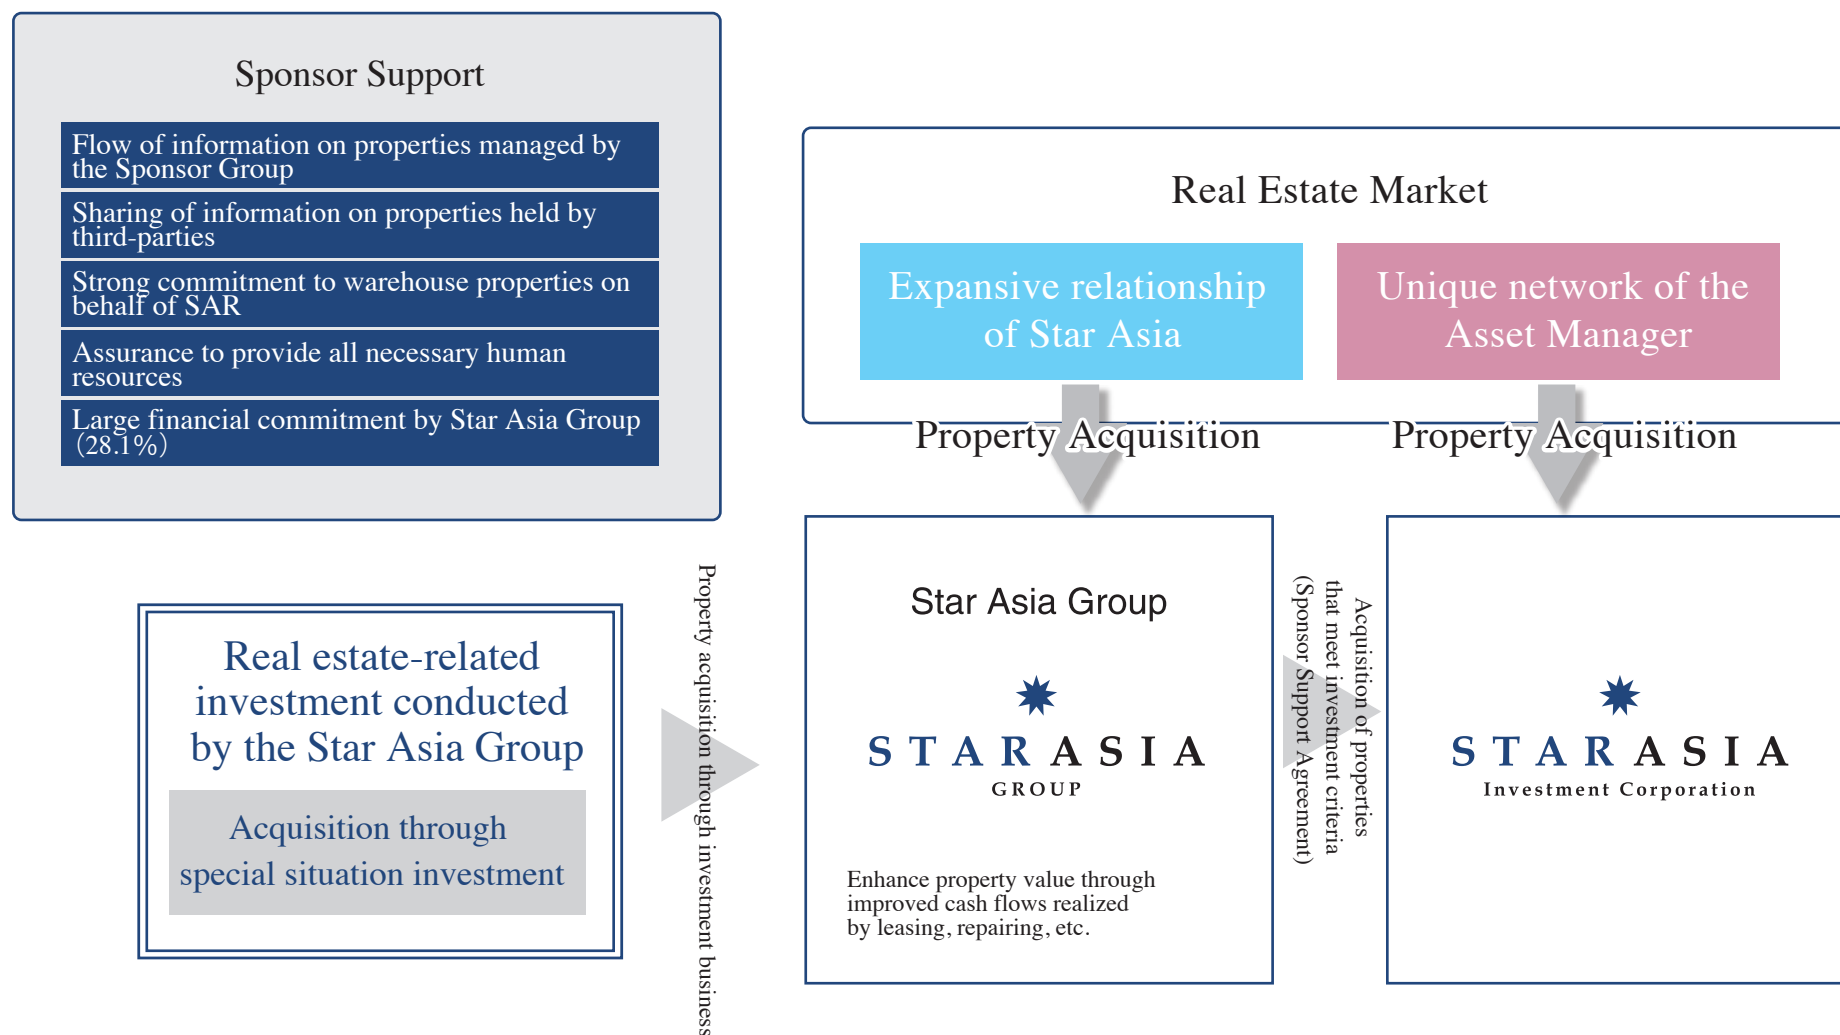 Sponsor Support
Flow of information on properties managed by
the Sponsor Group
Sharing of information on properties held by
third-parties
Strong commitment to warehouse properties on
behalf of SAR
Assurance to provide all necessary human
resources
Large financial commitment by Star Asia Group
（28.1％）
Real Estate Market
Expansive relationship
of Star Asia
Unique network of the
Asset Manager
Property Acquisition
Property Acquisition
Real estate-related
investment conducted
by the Star Asia Group
Acquisition through
special situation investment
Property acquisition through investment business
Star Asia Group
STAR ASIA
GROUP
Enhance property value through
improved cash flows realized
by leasing, repairing, etc.
Acquisition of properties
that meet investment criteria
(Sponsor Support Agreement)
STAR ASIA
Investment Corporation